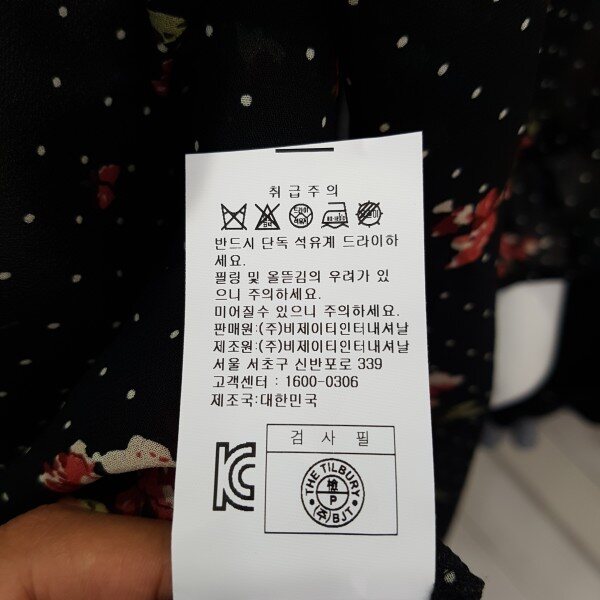 취급주의
반드시 단독 석유계 드라이하
세요.
필링 및 올뜯김의 우려가 있
으니 주의하세요.
미어질수 있으니 주의하세요.
판매원:(주)비제이티인터내셔날
제조원:(주)비제이티인터내셔날
서울 서초구 신반포로 339
고객센터 : 1600-0306
제조국:대한민국
검 사 필
THE TILBURY
檢
P
(주)BJT